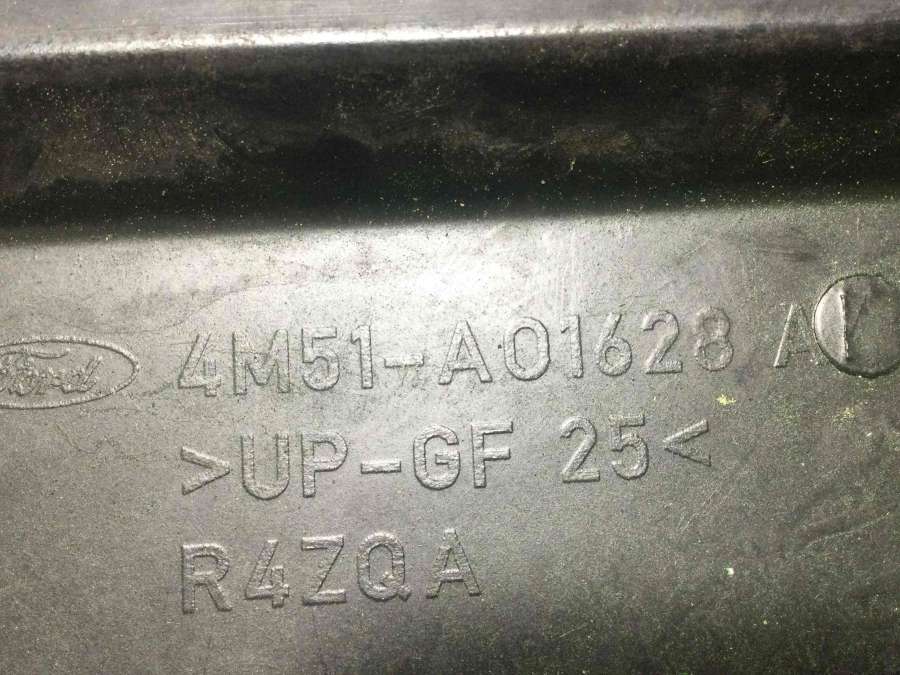 Ford 4M51-A01628 A
>UP-GF 25<
R4ZQA